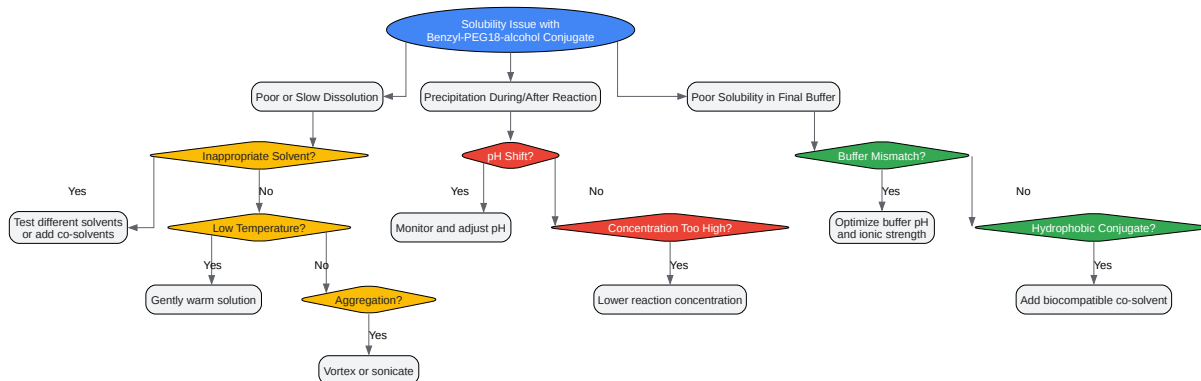 Solubility Issue with
Benzyl-PEG18-alcohol Conjugate
Poor or Slow Dissolution
Precipitation During/After Reaction
Poor Solubility in Final Buffer
Inappropriate Solvent?
pH Shift?
Buffer Mismatch?
Yes
No
Yes
No
Yes
No
Test different solvents
or add co-solvents
Low Temperature?
Monitor and adjust pH
Concentration Too High?
Optimize buffer pH
and ionic strength
Hydrophobic Conjugate?
Yes
No
Yes
Yes
Gently warm solution
Aggregation?
Lower reaction concentration
Add biocompatible co-solvent
Yes
Vortex or sonicate